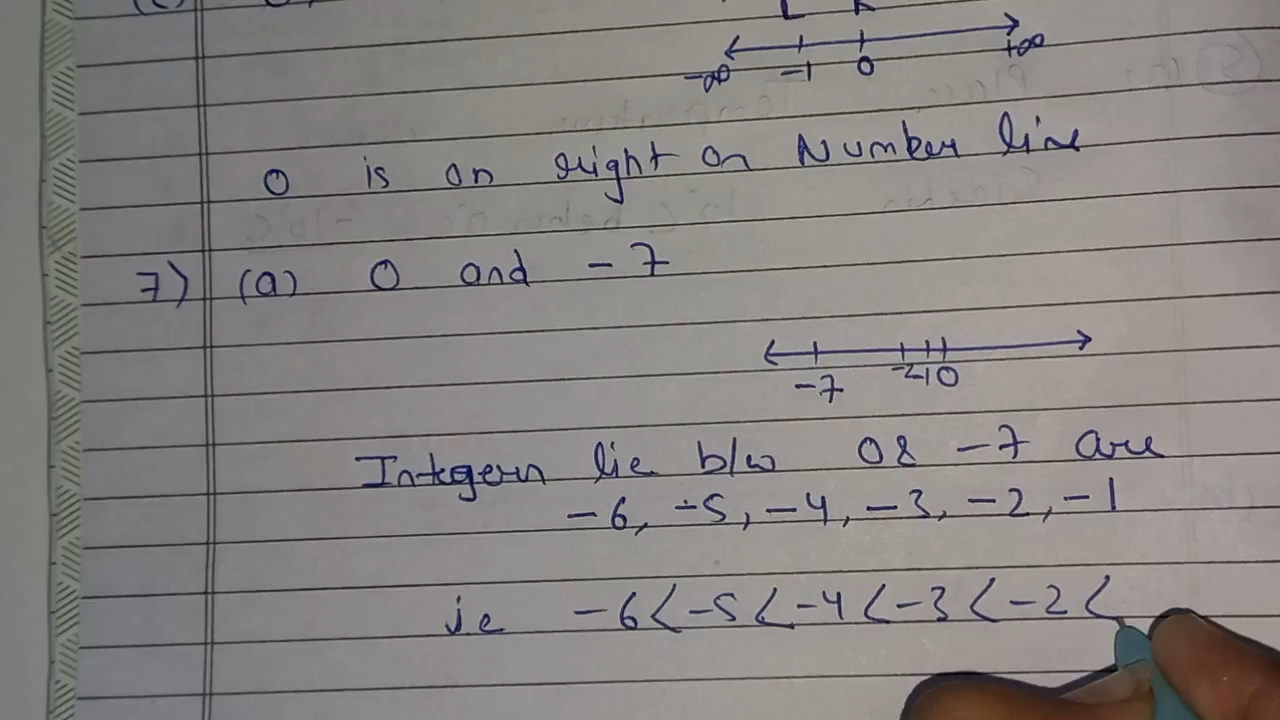 -∞ -1 0 +∞
0 is on right on Number line
7) (a) 0 and -7
-7 -2 -1 0
Integers lie b/w 0 & -7 are
-6, -5, -4, -3, -2, -1
ie -6 < -5 < -4 < -3 < -2 <